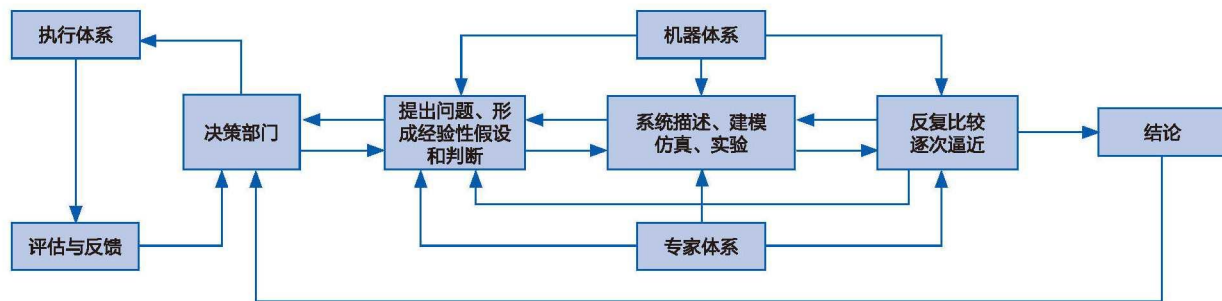 执行体系
机器体系
决策部门
提出问题、形
成经验性假设
和判断
系统描述、建模
仿真、实验
反复比较
逐次逼近
结论
评估与反馈
专家体系